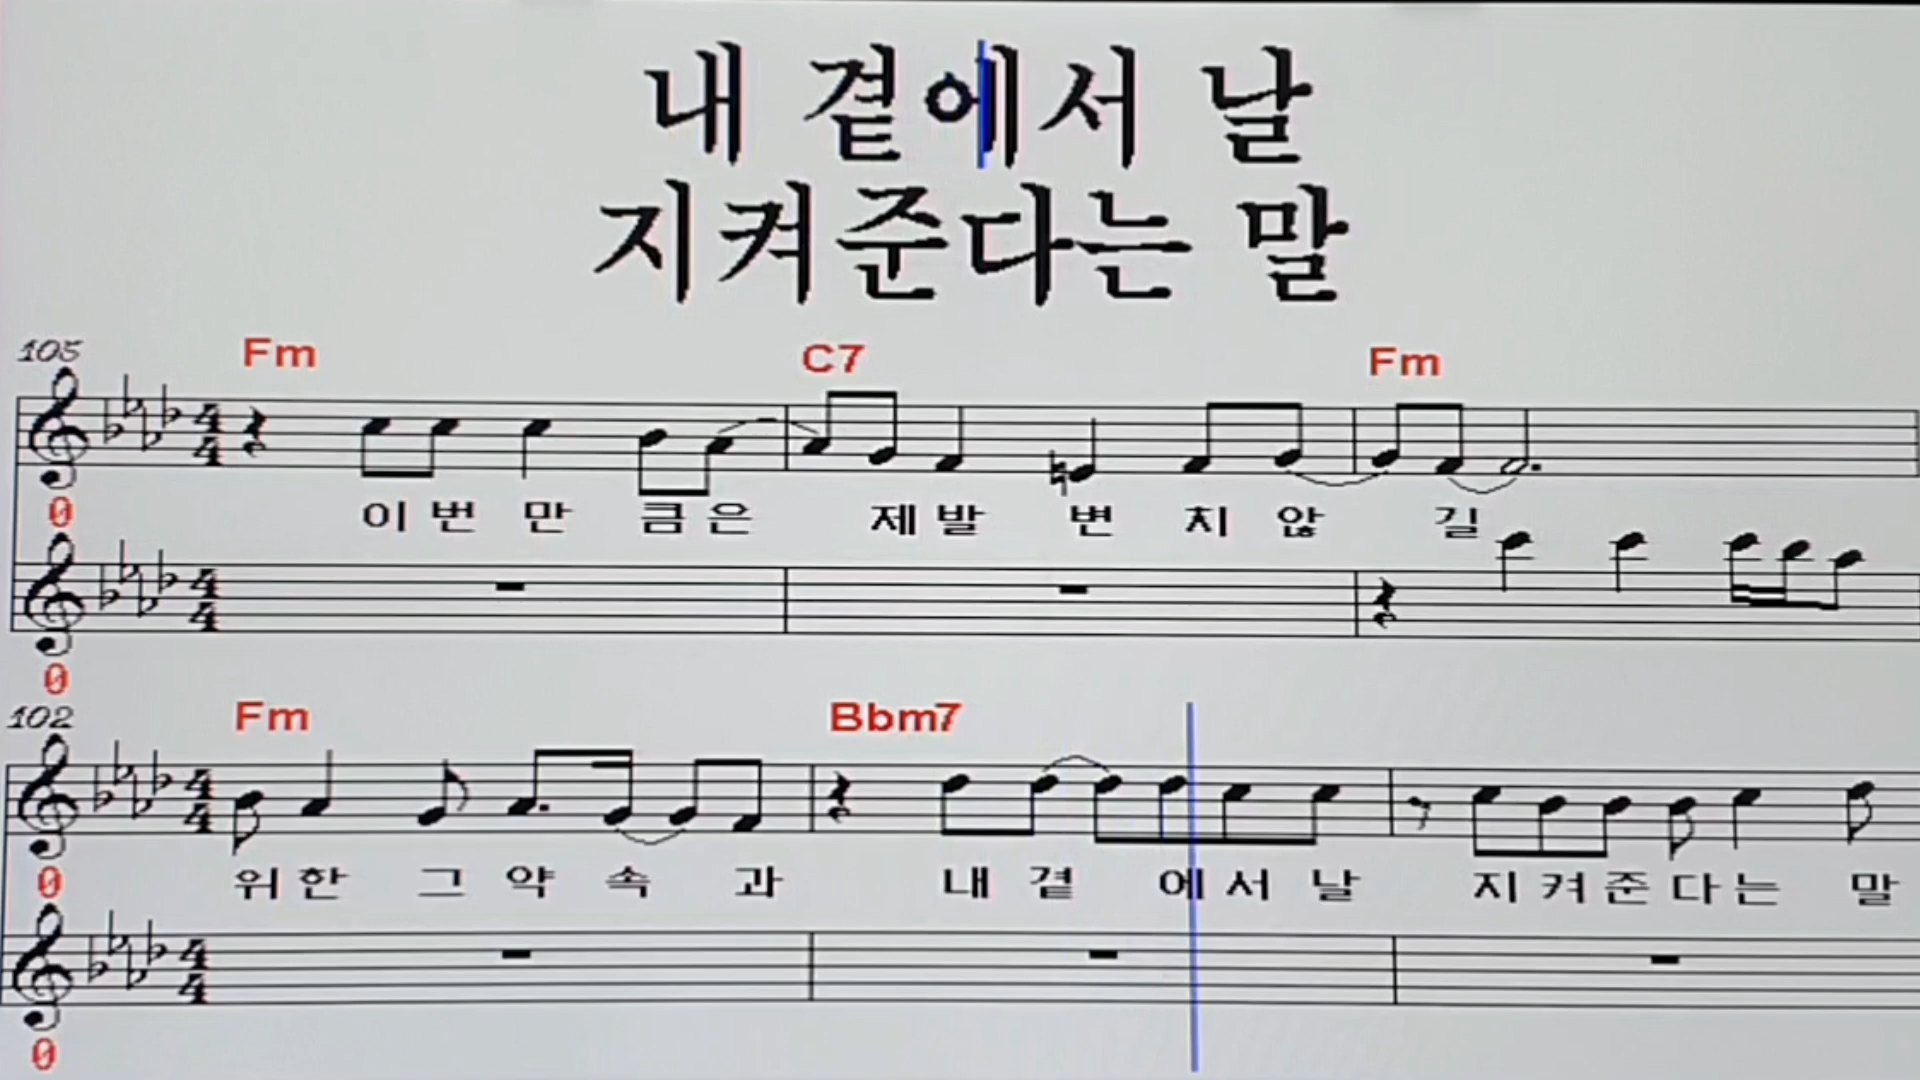 내 곁에서 날
지켜준다는 말
105 Fm C7 Fm
이번만큼은 제발 변치않길
0
0
102 Fm Bbm7
위한 그약속과 내곁에서날 지켜준다는 말
0
0